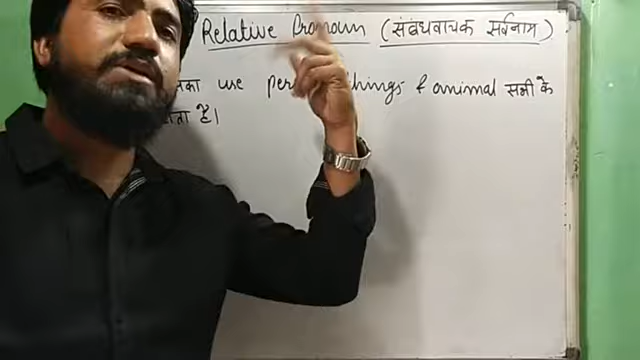 Relative Pronoun (संबंधवाचक सर्वनाम)
use things & animal सभी के
है।